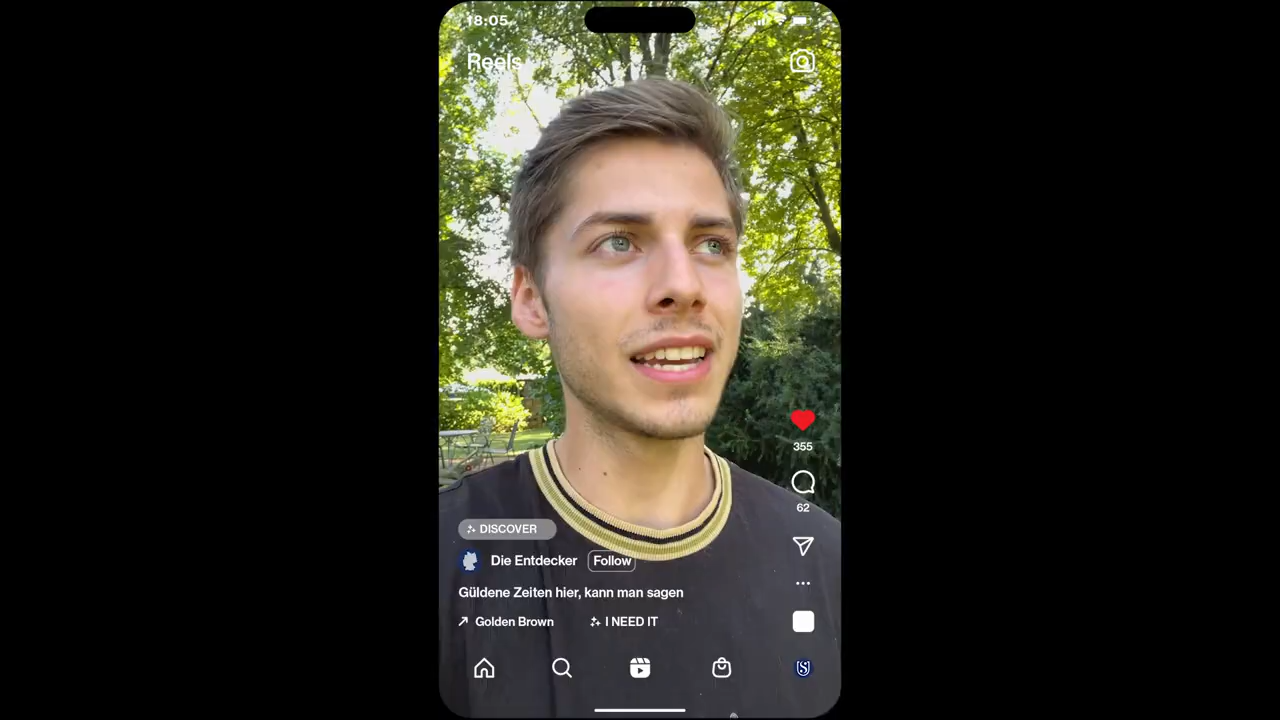 18:05
Reels
355
62
DISCOVER
Die Entdecker Follow
Güldene Zeiten hier, kann man sagen
Golden Brown I NEED IT